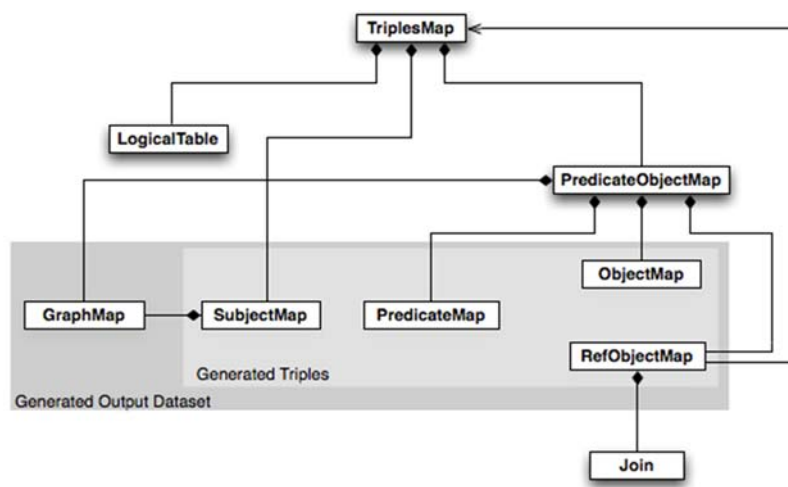 TriplesMap
LogicalTable
PredicateObjectMap
ObjectMap
GraphMap
SubjectMap
PredicateMap
RefObjectMap
Generated Triples
Generated Output Dataset
Join